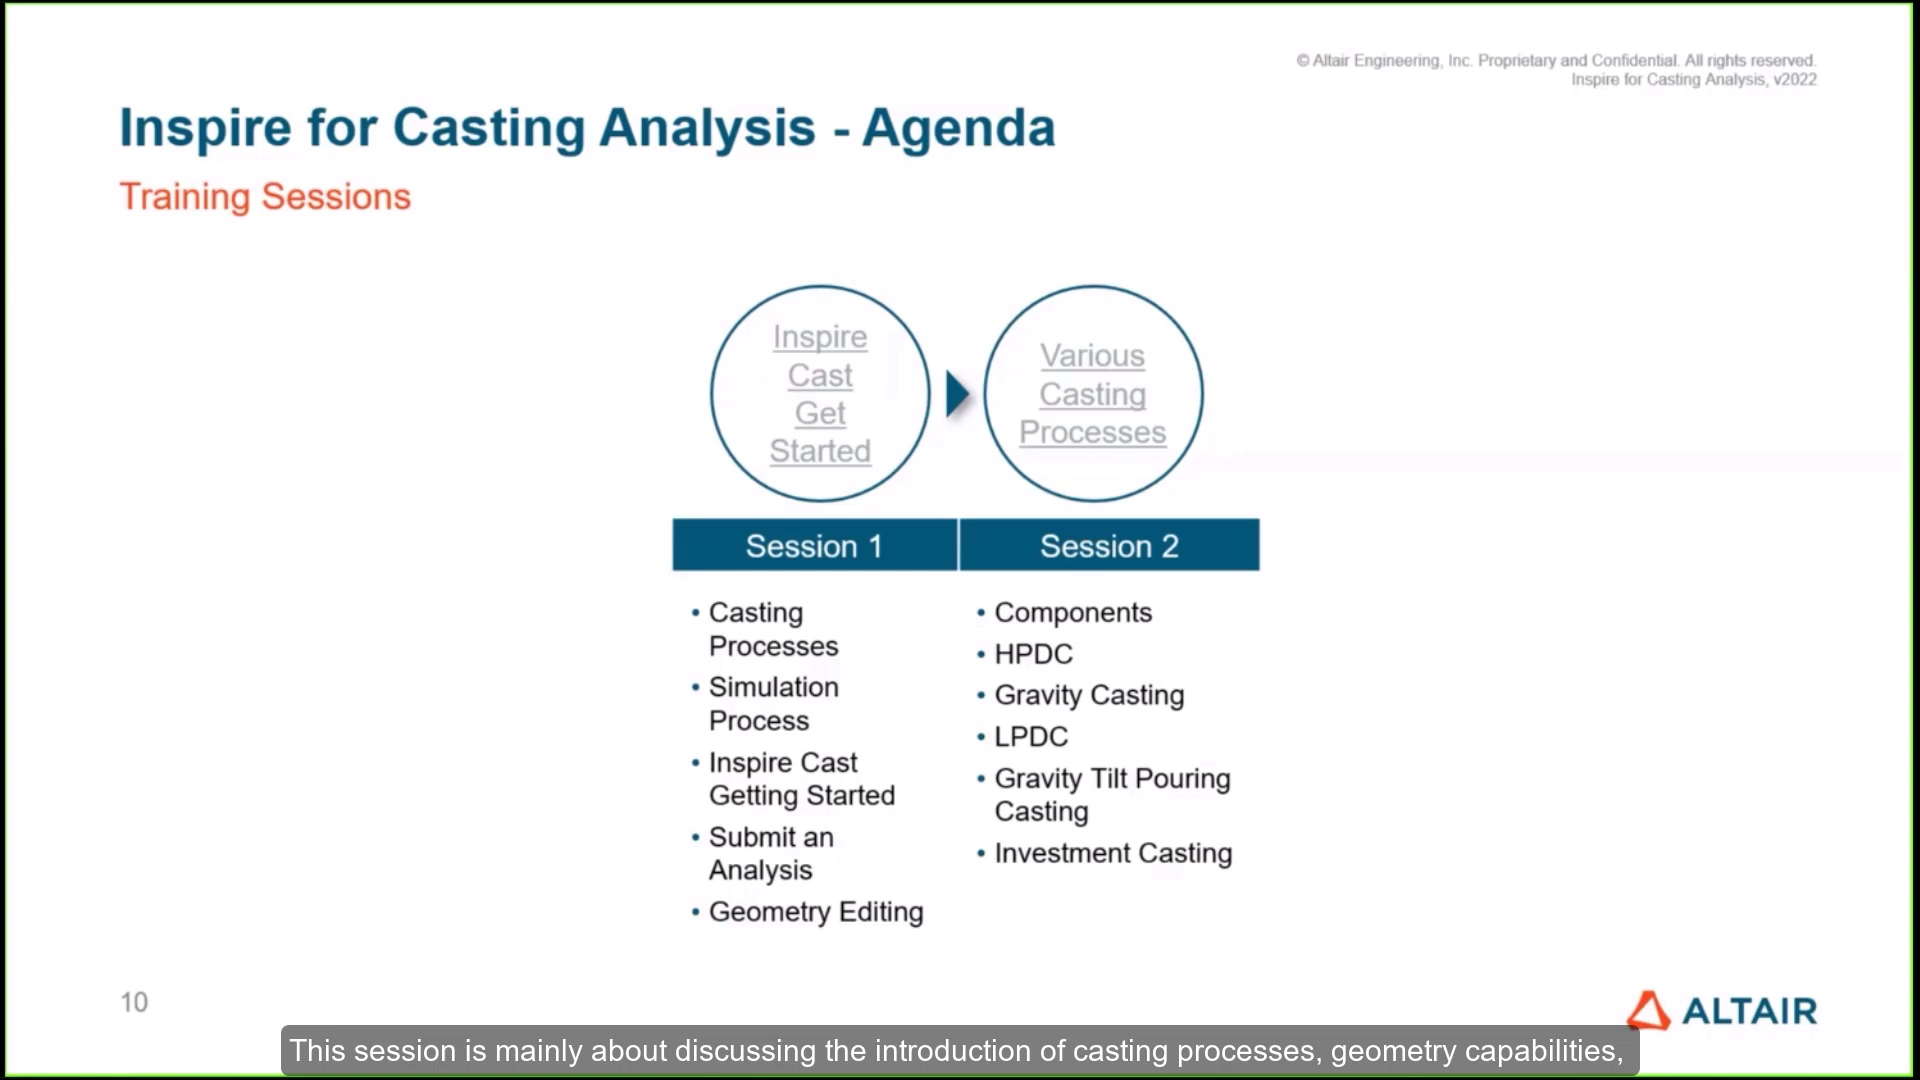 © Altair Engineering, Inc. Proprietary and Confidential. All rights reserved.
Inspire for Casting Analysis, v2022
Inspire for Casting Analysis - Agenda
Training Sessions
Inspire
Cast
Get
Started
Various
Casting
Processes
Session 1
Session 2
• Casting
Processes
• Simulation
Process
• Inspire Cast
Getting Started
• Submit an
Analysis
• Geometry Editing
• Components
• HPDC
• Gravity Casting
• LPDC
• Gravity Tilt Pouring
Casting
• Investment Casting
10
ALTAIR
This session is mainly about discussing the introduction of casting processes, geometry capabilities,